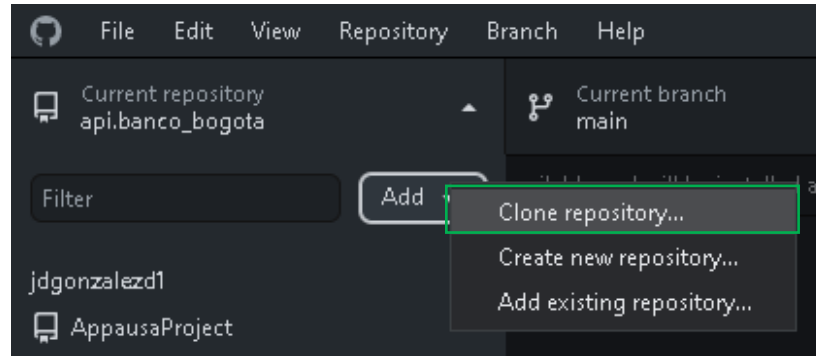 File Edit View Repository Branch Help
Current repository
api.banco_bogota
Current branch
main
Filter
Add
Clone repository...
Create new repository...
Add existing repository...
jdgonzalezd1
AppausaProject